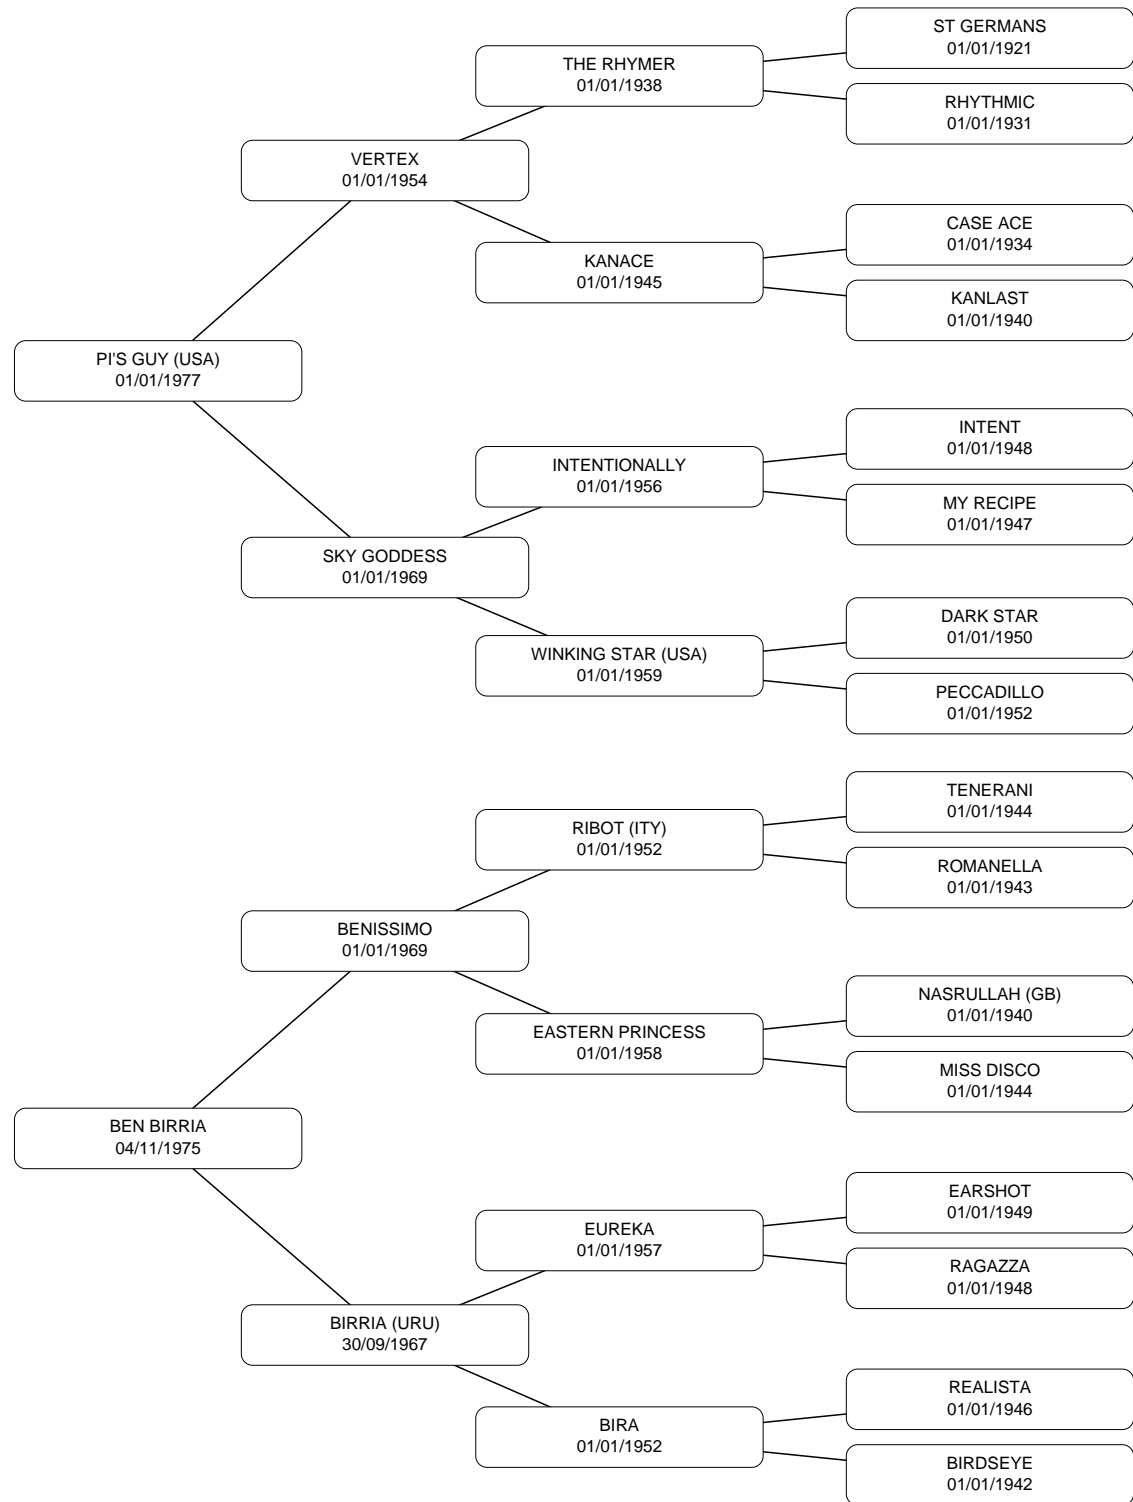 ST GERMANS
01/01/1921
THE RHYMER
01/01/1938
RHYTHMIC
01/01/1931
VERTEX
01/01/1954
CASE ACE
01/01/1934
KANACE
01/01/1945
KANLAST
01/01/1940
PI'S GUY (USA)
01/01/1977
INTENT
01/01/1948
INTENTIONALLY
01/01/1956
MY RECIPE
01/01/1947
SKY GODDESS
01/01/1969
DARK STAR
01/01/1950
WINKING STAR (USA)
01/01/1959
PECCADILLO
01/01/1952
TENERANI
01/01/1944
RIBOT (ITY)
01/01/1952
ROMANELLA
01/01/1943
BENISSIMO
01/01/1969
NASRULLAH (GB)
01/01/1940
EASTERN PRINCESS
01/01/1958
MISS DISCO
01/01/1944
BEN BIRRIA
04/11/1975
EARSHOT
01/01/1949
EUREKA
01/01/1957
RAGAZZA
01/01/1948
BIRRIA (URU)
30/09/1967
REALISTA
01/01/1946
BIRA
01/01/1952
BIRDSEYE
01/01/1942